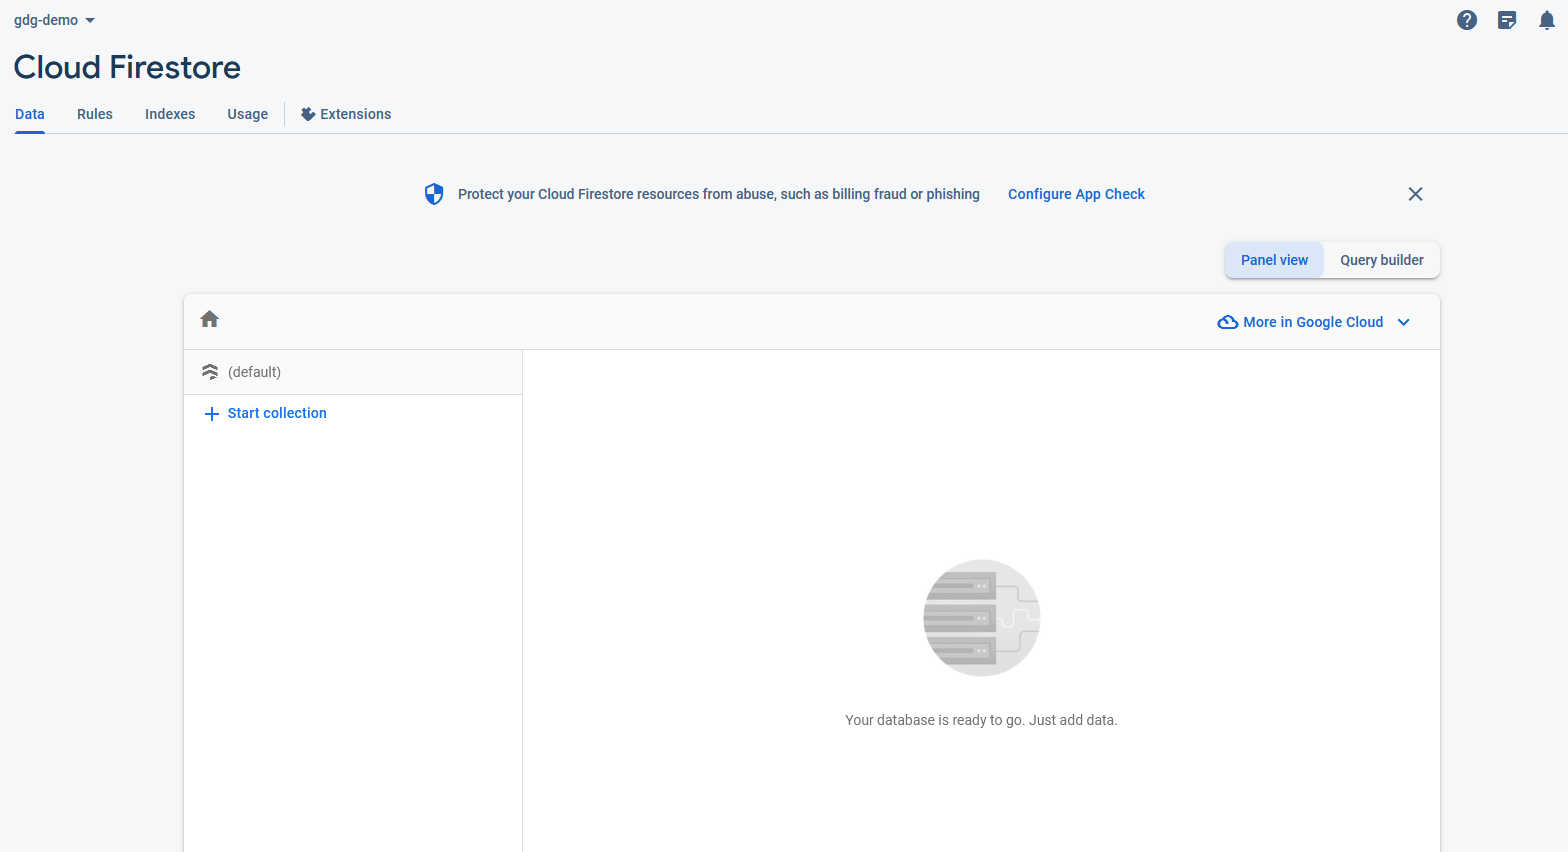 gdg-demo
Cloud Firestore
Data Rules Indexes Usage Extensions
Protect your Cloud Firestore resources from abuse, such as billing fraud or phishing Configure App Check
Panel view Query builder
More in Google Cloud
(default)
Start collection
Your database is ready to go. Just add data.